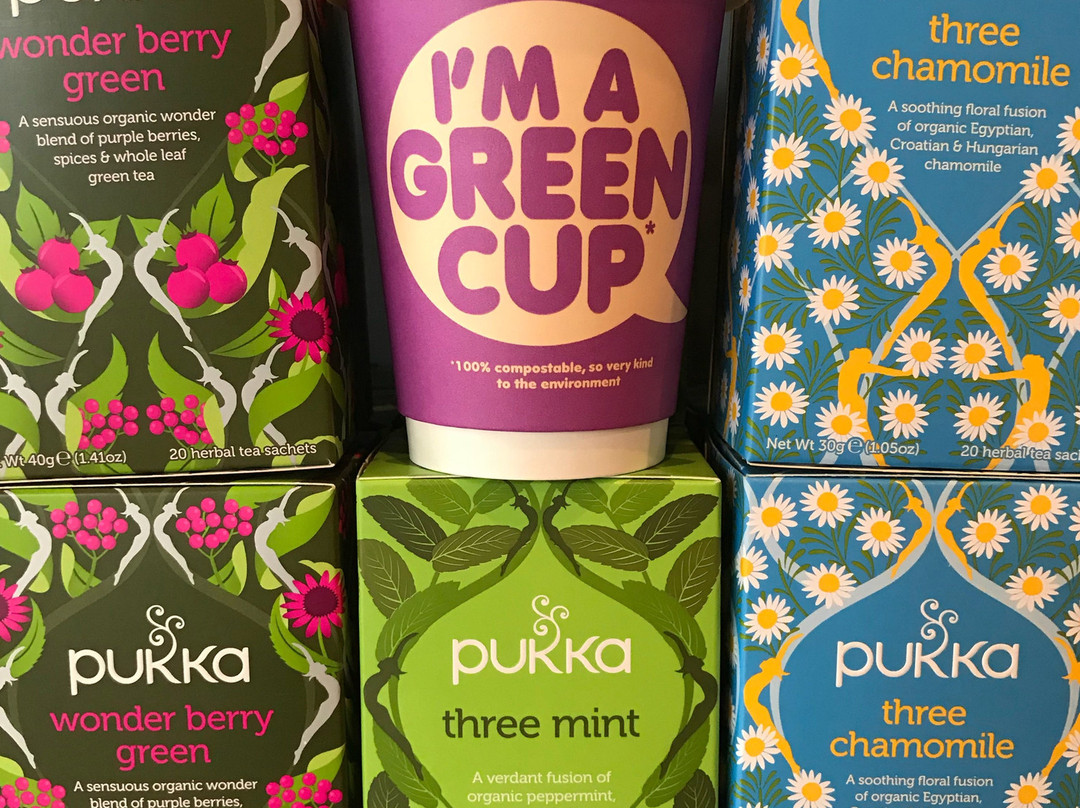 pukka
wonder berry
green
A sensuous organic wonder
blend of purple berries,
spices & whole leaf
green tea
Wt 40g ℮ (1.41oz)
20 herbal tea sachets
I'M A
GREEN
CUP*
*100% compostable, so very kind
to the environment
three
chamomile
A soothing floral fusion
of organic Egyptian,
Croatian & Hungarian
chamomile
Net Wt 30g ℮ (1.05oz)
20 herbal tea sac
pukka
wonder berry
green
A sensuous organic wonder
blend of purple berries,
pukka
three mint
A verdant fusion of
organic peppermint,
pukka
three
chamomile
A soothing floral fusion
of organic Egyptian,